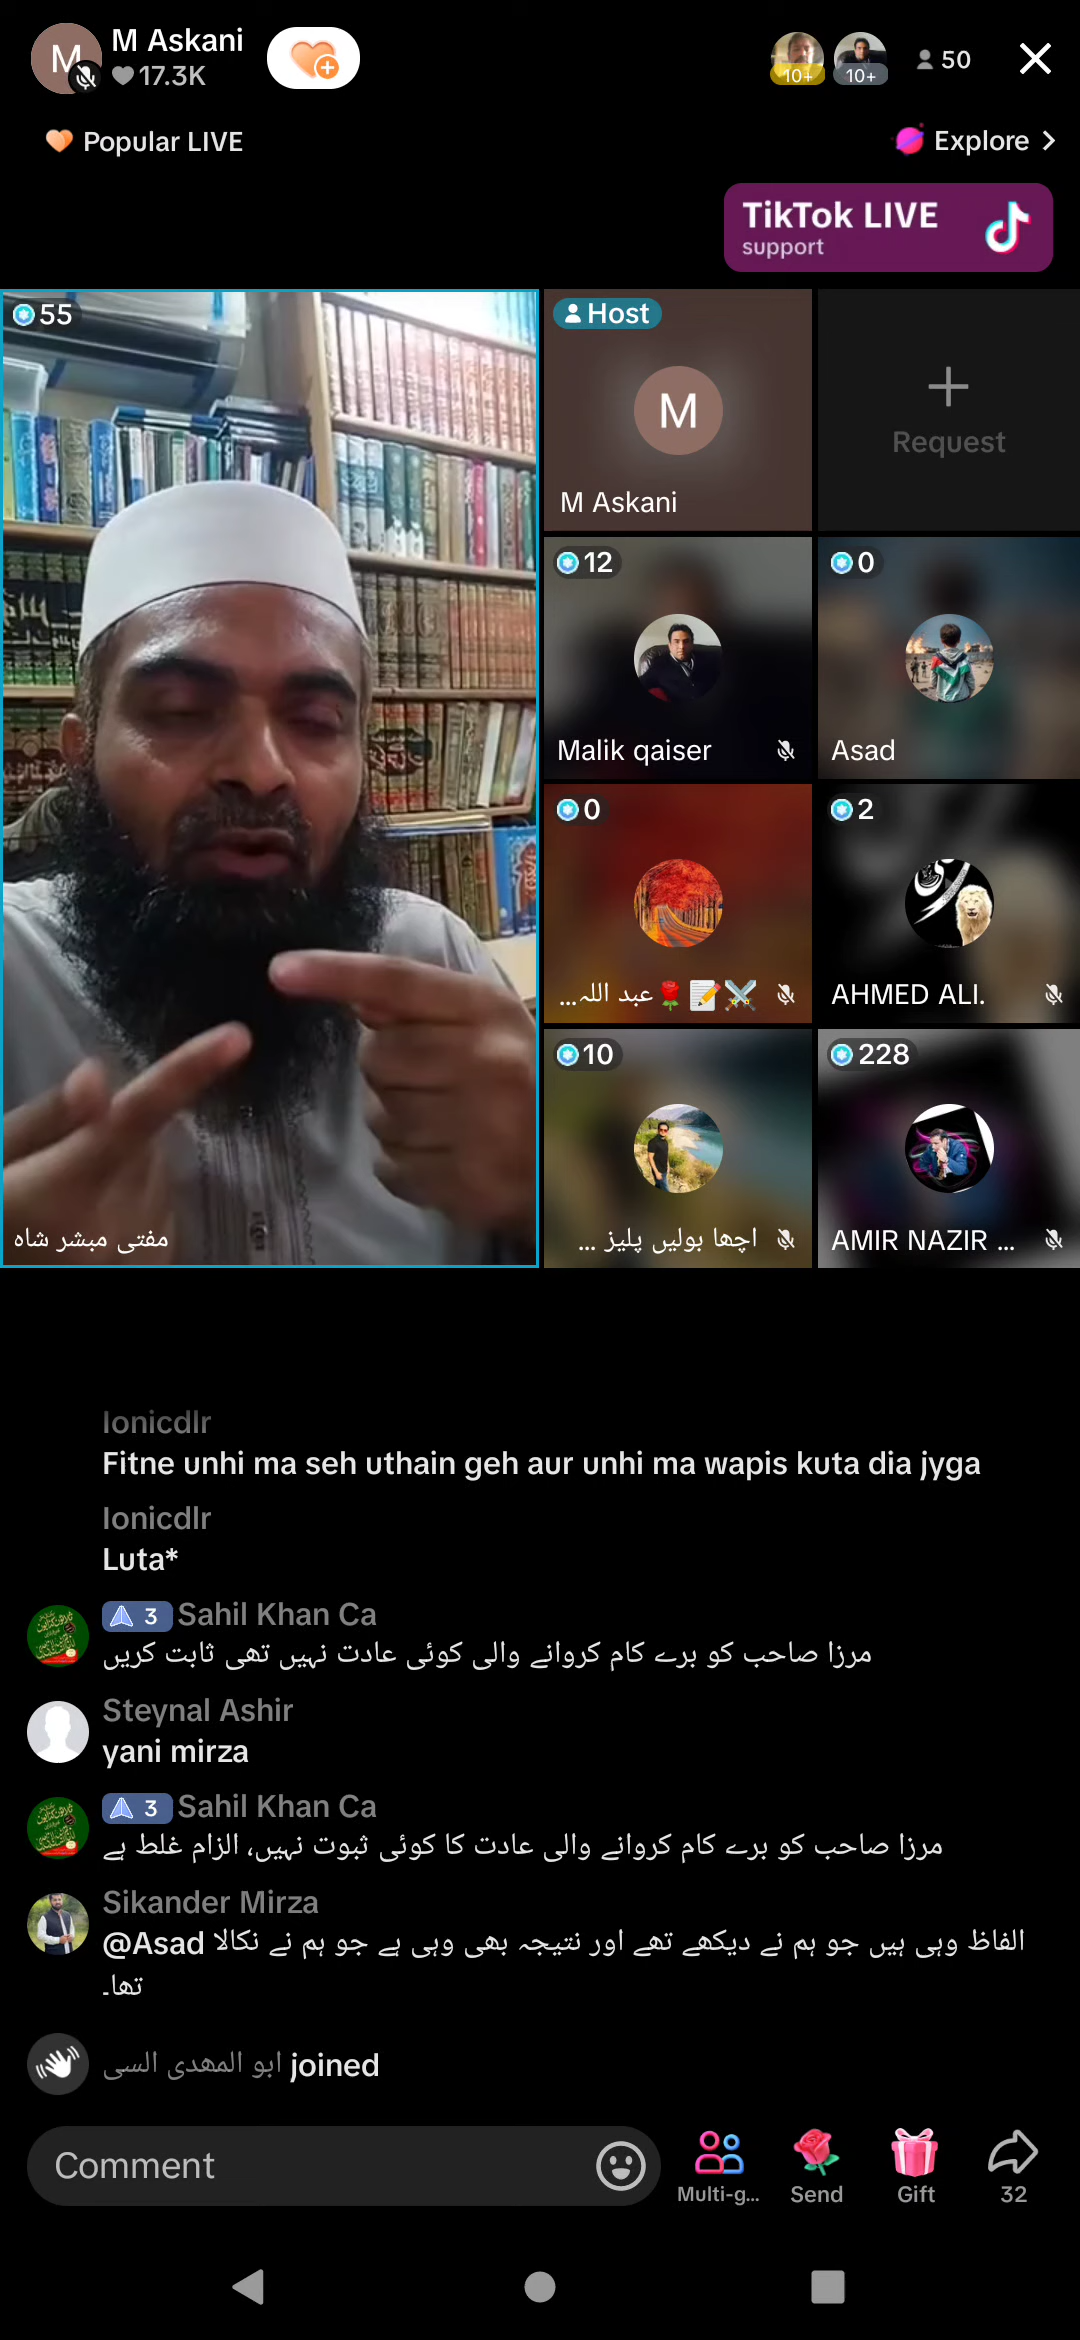 M
M Askani
17.3K
10+
10+
50
Popular LIVE
Explore
TikTok LIVE
support
55
مفتی مبشر شاہ
Host
M
M Askani
Request
12
Malik qaiser
0
Asad
0
عبد اللہ...
2
AHMED ALI.
10
اچھا بولیں پلیز ...
228
AMIR NAZIR ...
Ionicdlr
Fitne unhi ma seh uthain geh aur unhi ma wapis kuta dia jyga
Ionicdlr
Luta*
3 Sahil Khan Ca
مرزا صاحب کو برے کام کروانے والی کوئی عادت نہیں تھی ثابت کریں
Steynal Ashir
yani mirza
3 Sahil Khan Ca
مرزا صاحب کو برے کام کروانے والی عادت کا کوئی ثبوت نہیں، الزام غلط ہے
Sikander Mirza
@Asad الفاظ وہی ہیں جو ہم نے دیکھے تھے اور نتیجہ بھی وہی ہے جو ہم نے نکالا
تھا۔
ابو المھدی السی joined
Comment
Multi-g...
Send
Gift
32